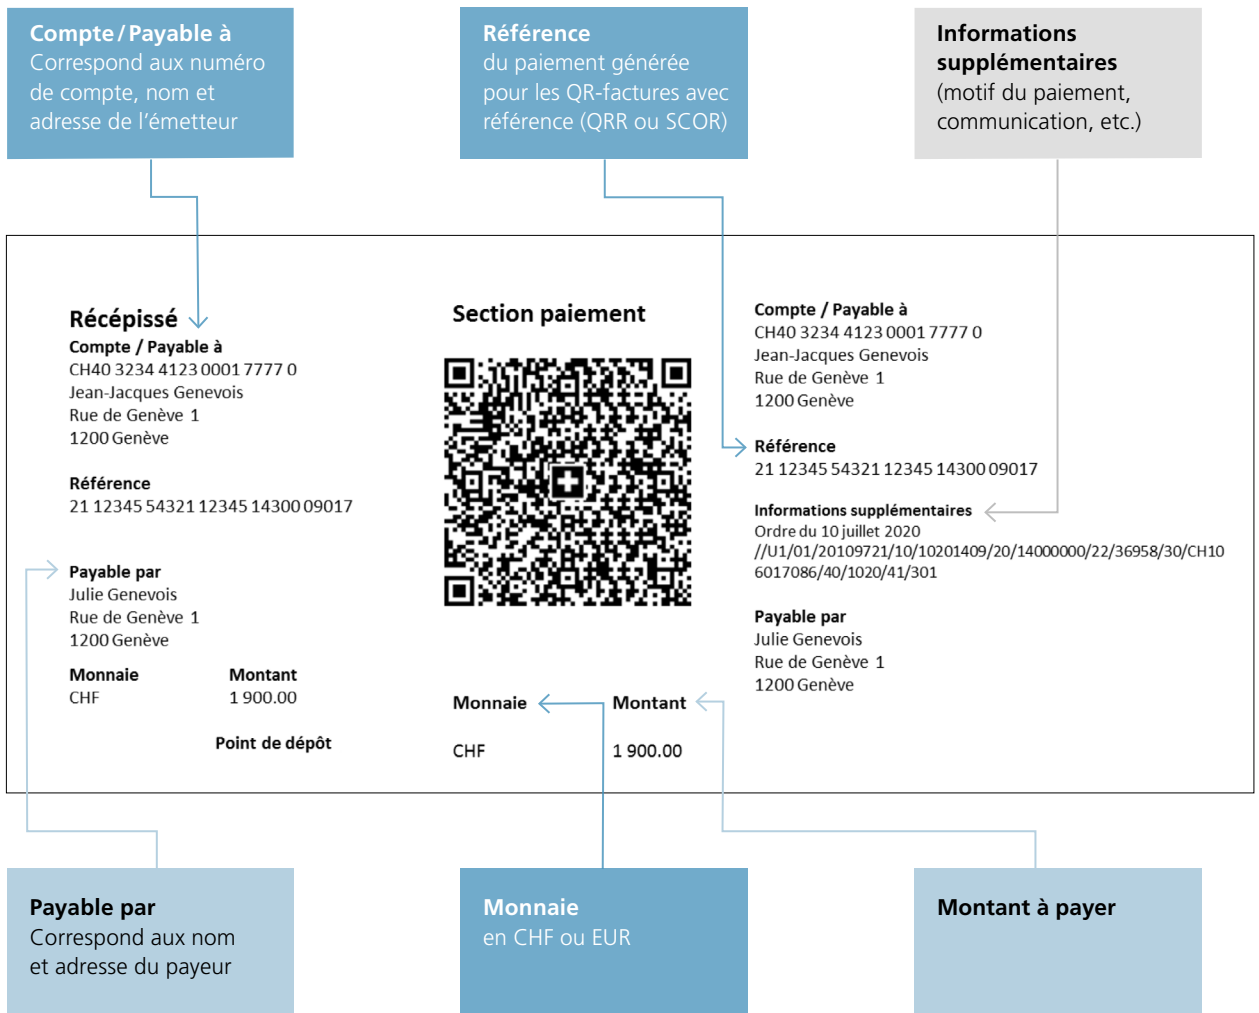 Compte / Payable à
Correspond aux numéro
de compte, nom et
adresse de l'émetteur
Référence
du paiement générée
pour les QR-factures avec
référence (QRR ou SCOR)
Informations
supplémentaires
(motif du paiement,
communication, etc.)
Récépissé
Compte / Payable à
CH40 3234 4123 0001 7777 0
Jean-Jacques Genevois
Rue de Genève 1
1200 Genève
Référence
21 12345 54321 12345 14300 09017
Payable par
Julie Genevois
Rue de Genève 1
1200 Genève
Monnaie Montant
CHF 1 900.00
Point de dépôt
Section paiement
Monnaie Montant
CHF 1 900.00
Compte / Payable à
CH40 3234 4123 0001 7777 0
Jean-Jacques Genevois
Rue de Genève 1
1200 Genève
Référence
21 12345 54321 12345 14300 09017
Informations supplémentaires
Ordre du 10 juillet 2020
//U1/01/20109721/10/10201409/20/14000000/22/36958/30/CH10
6017086/40/1020/41/301
Payable par
Julie Genevois
Rue de Genève 1
1200 Genève
Payable par
Correspond aux nom
et adresse du payeur
Monnaie
en CHF ou EUR
Montant à payer